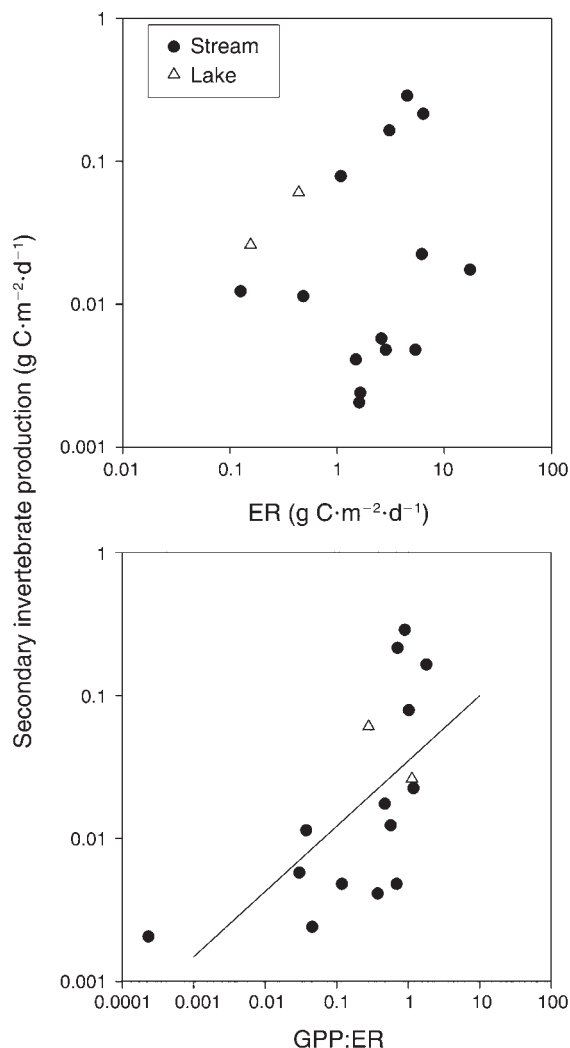 Stream
Lake
1
0.1
0.01
0.001
0.01 0.1 1 10 100
ER (g C·m⁻²·d⁻¹)
Secondary invertebrate production (g C·m⁻²·d⁻¹)
1
0.1
0.01
0.001
0.0001 0.001 0.01 0.1 1 10 100
GPP:ER